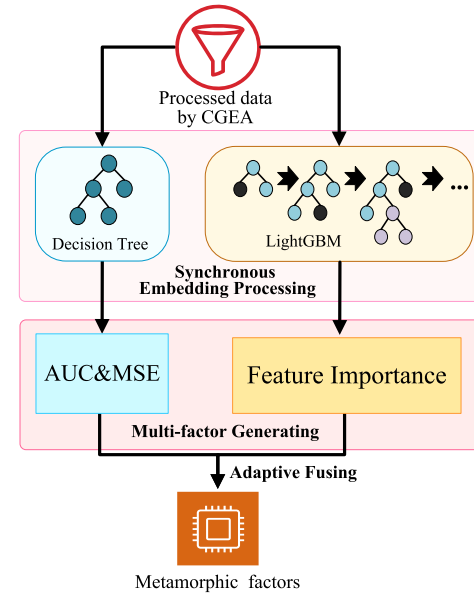 Processed data
by CGEA
Decision Tree
LightGBM
...
Synchronous
Embedding Processing
AUC&MSE
Feature Importance
Multi-factor Generating
Adaptive Fusing
Metamorphic factors